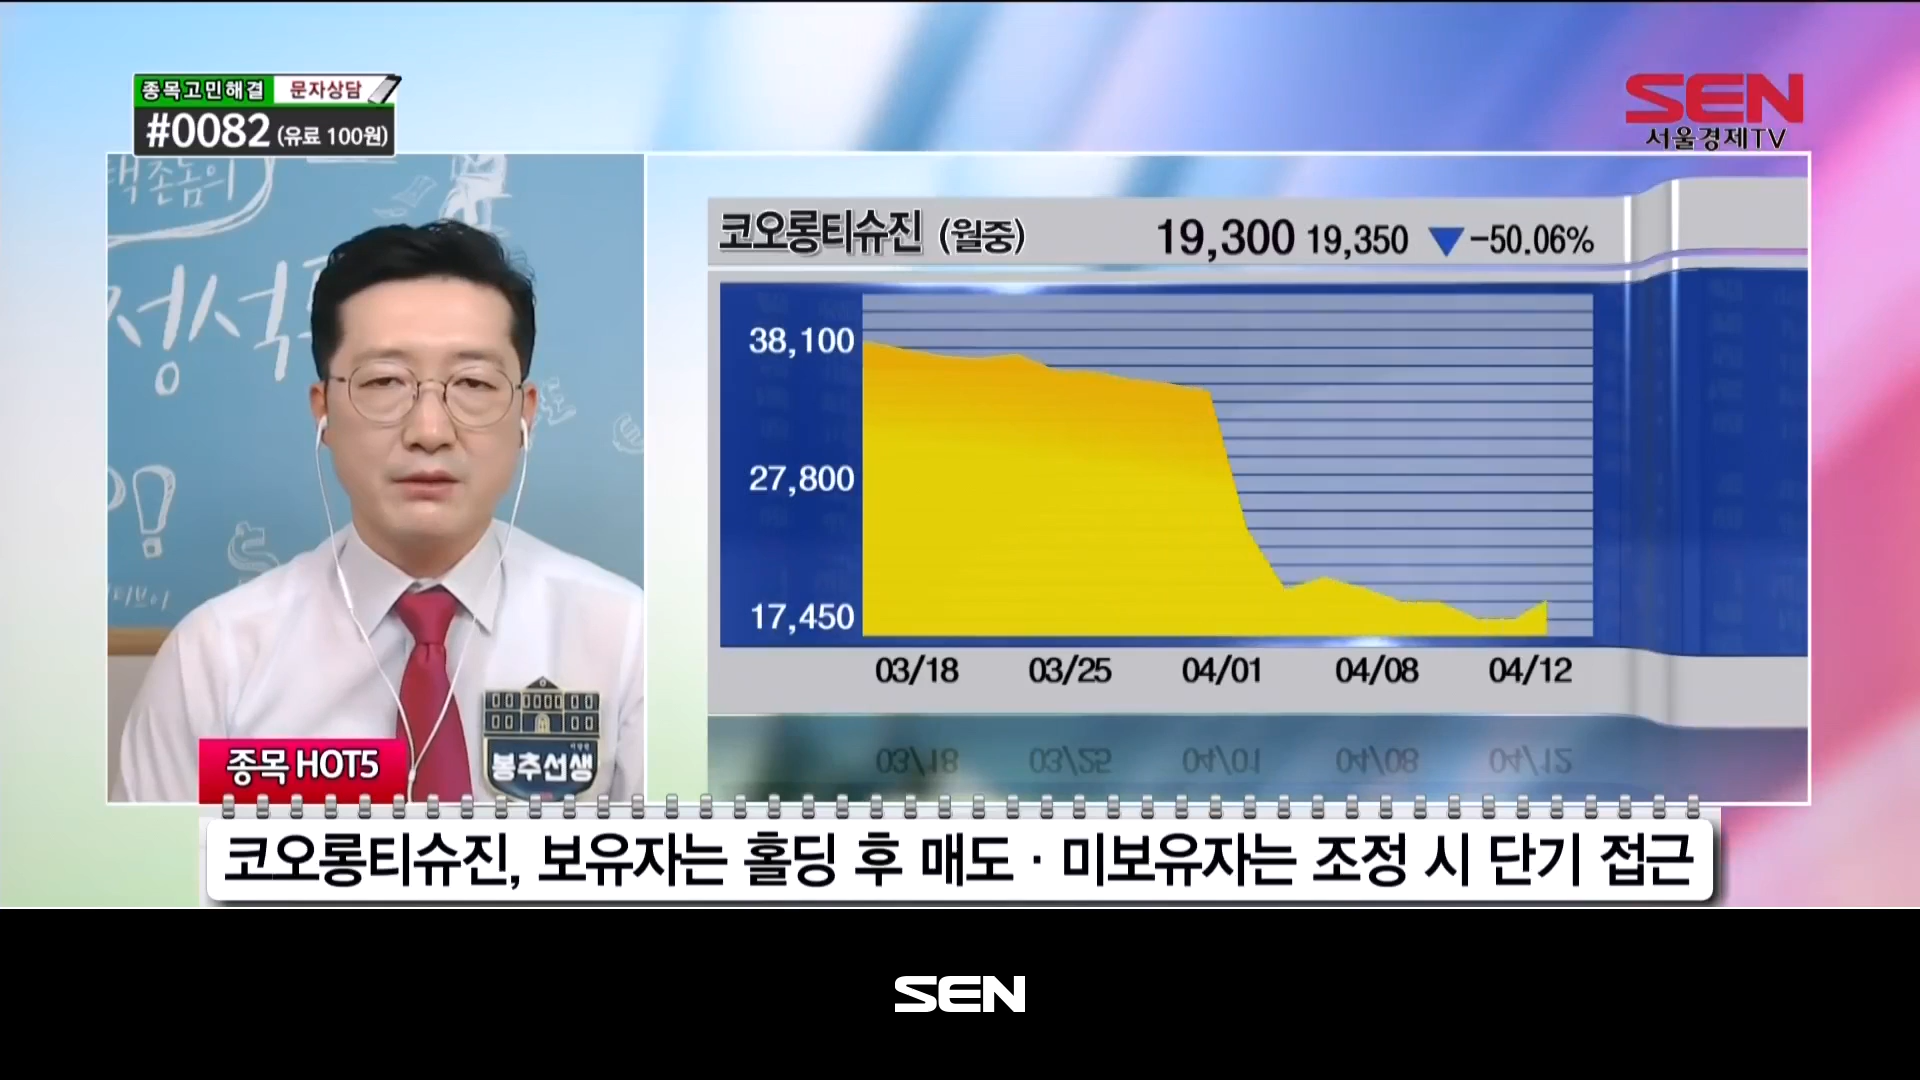 종목고민해결 문자상담
#0082 (유료 100원)
SEN
서울경제TV
정석
코오롱티슈진 (월중) 19,300 19,350 ▼ -50.06%
38,100
27,800
17,450
03/18 03/25 04/01 04/08 04/12
봉추선생
종목 HOT5
코오롱티슈진, 보유자는 홀딩 후 매도 · 미보유자는 조정 시 단기 접근
SEN